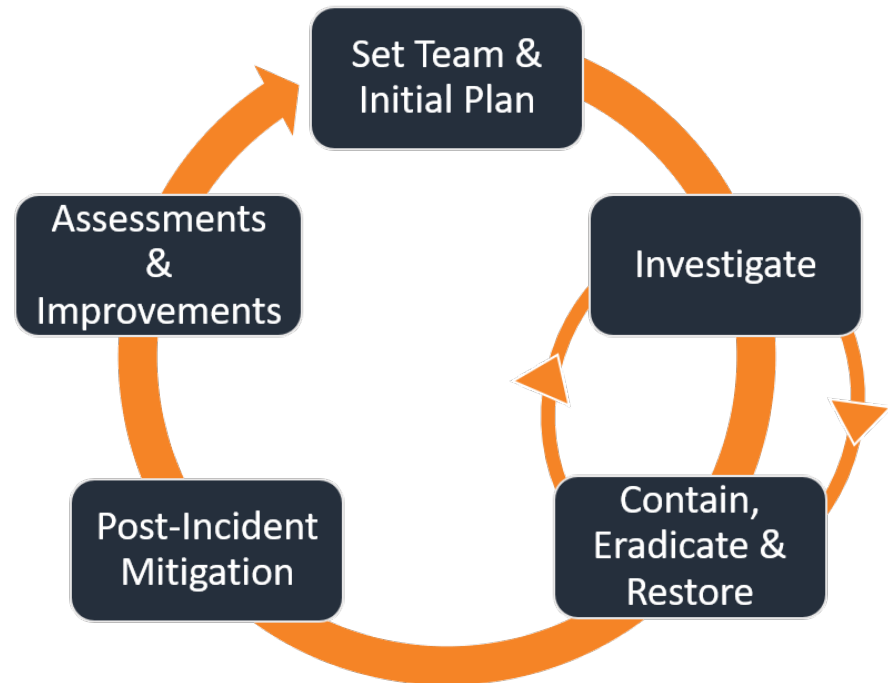 Set Team &
Initial Plan
Investigate
Contain,
Eradicate &
Restore
Post-Incident
Mitigation
Assessments
&
Improvements